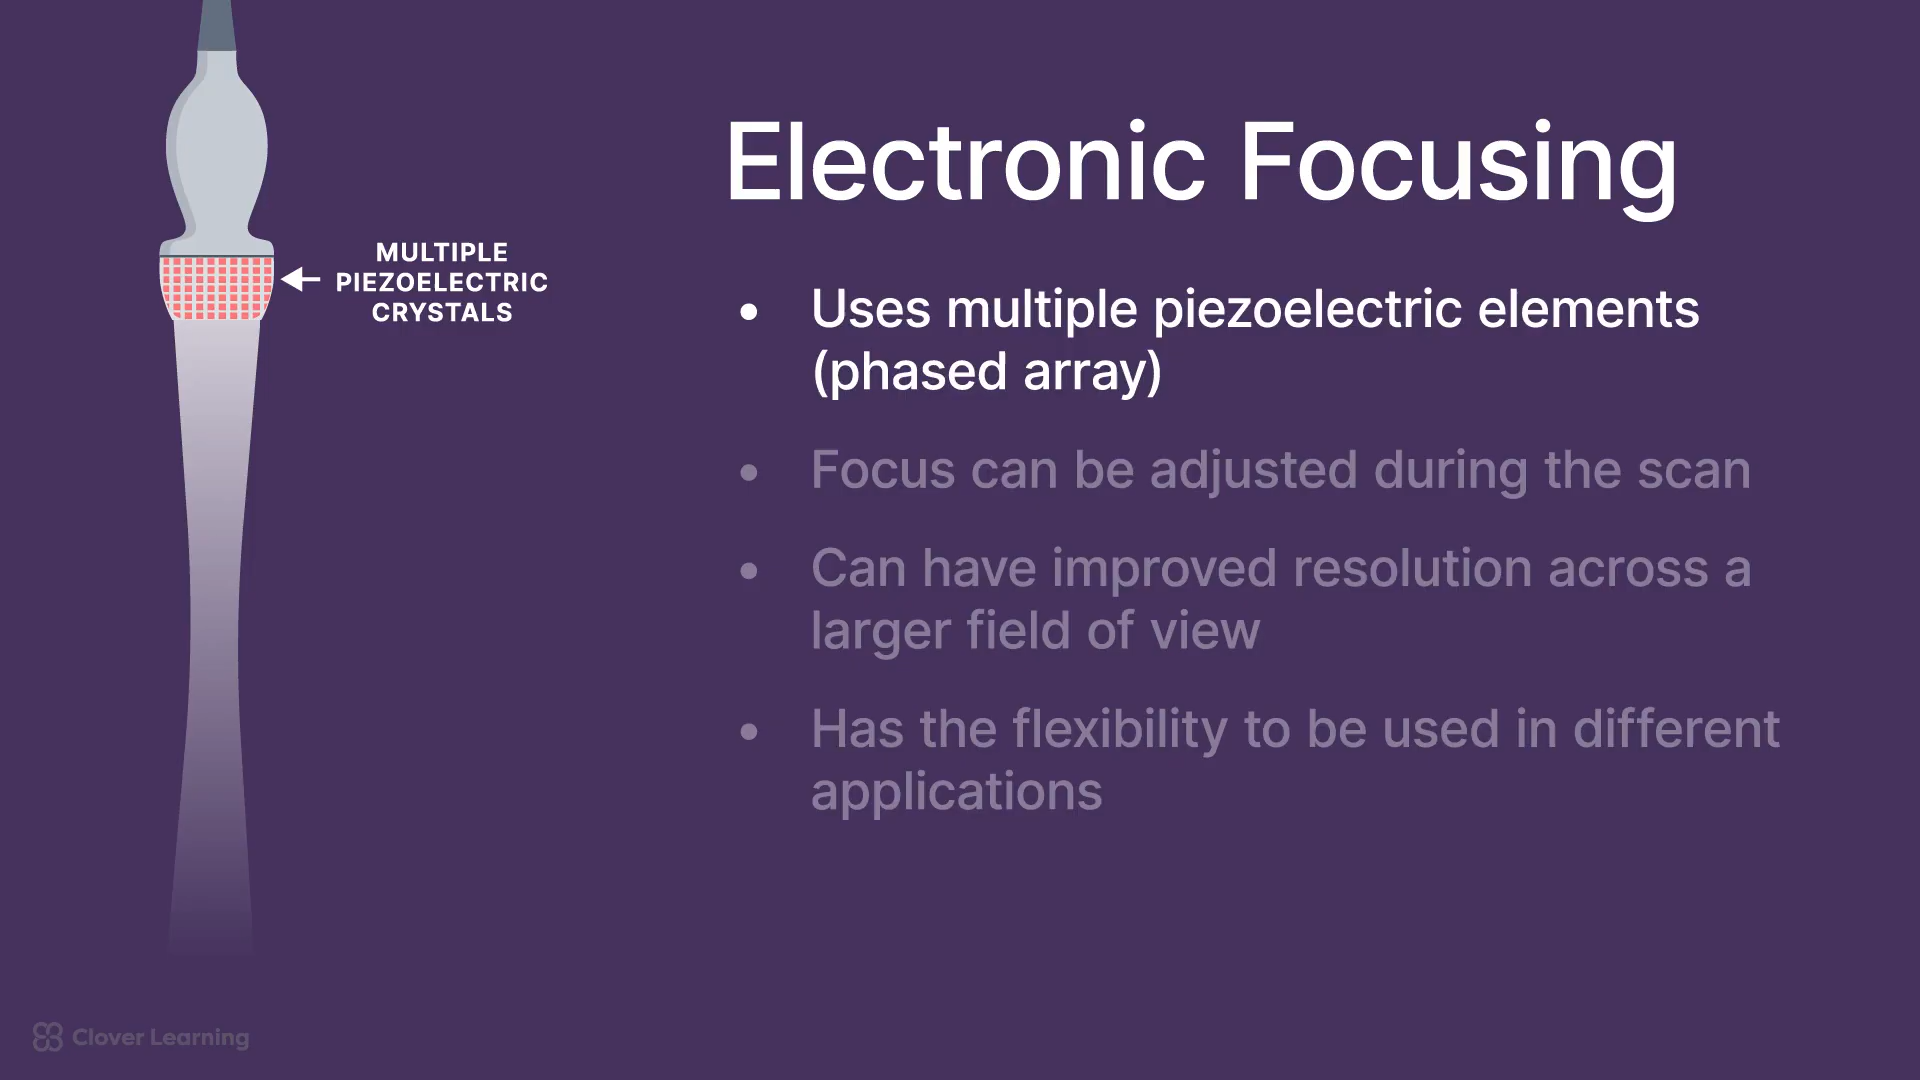 Electronic Focusing
MULTIPLE
PIEZOELECTRIC
CRYSTALS
• Uses multiple piezoelectric elements
(phased array)
• Focus can be adjusted during the scan
• Can have improved resolution across a
larger field of view
• Has the flexibility to be used in different
applications
Clover Learning